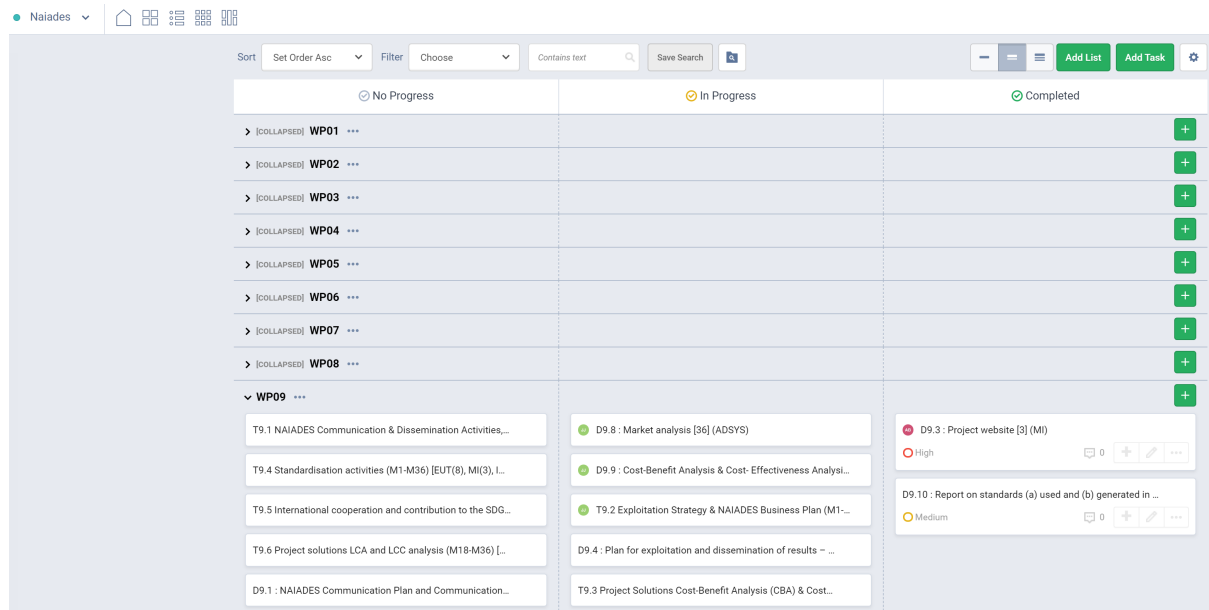 Naiades
Sort Set Order Asc Filter Choose Contains text Save Search Add List Add Task
No Progress In Progress Completed
[COLLAPSED] WP01
[COLLAPSED] WP02
[COLLAPSED] WP03
[COLLAPSED] WP04
[COLLAPSED] WP05
[COLLAPSED] WP06
[COLLAPSED] WP07
[COLLAPSED] WP08
WP09
T9.1 NAIADES Communication & Dissemination Activities,...
T9.4 Standardisation activities (M1-M36) [EUT(8), MI(3), I...
T9.5 International cooperation and contribution to the SDG...
T9.6 Project solutions LCA and LCC analysis (M18-M36) [...
D9.1 : NAIADES Communication Plan and Communication...
D9.8 : Market analysis [36] (ADSYS)
D9.9 : Cost-Benefit Analysis & Cost- Effectiveness Analysi...
T9.2 Exploitation Strategy & NAIADES Business Plan (M1-...
D9.4 : Plan for exploitation and dissemination of results – ...
T9.3 Project Solutions Cost-Benefit Analysis (CBA) & Cost...
AD D9.3 : Project website [3] (MI)
High 0
D9.10 : Report on standards (a) used and (b) generated in ...
Medium 0